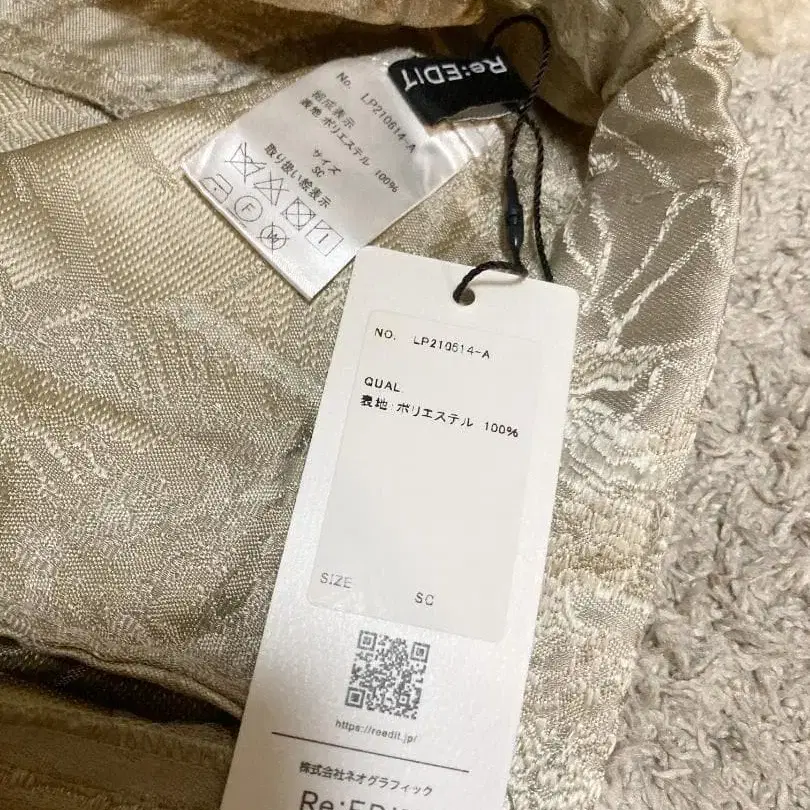 Re:EDIT
No. LP210614-A
組成表示
表地 ポリエステル 100%
サイズ
SC
取り扱い絵表示
F
W
NO. LP210614-A
QUAL
表地 ポリエステル 100%
SIZE SC
https://reedit.jp/
株式会社ネオグラフィック
Re:EDIT